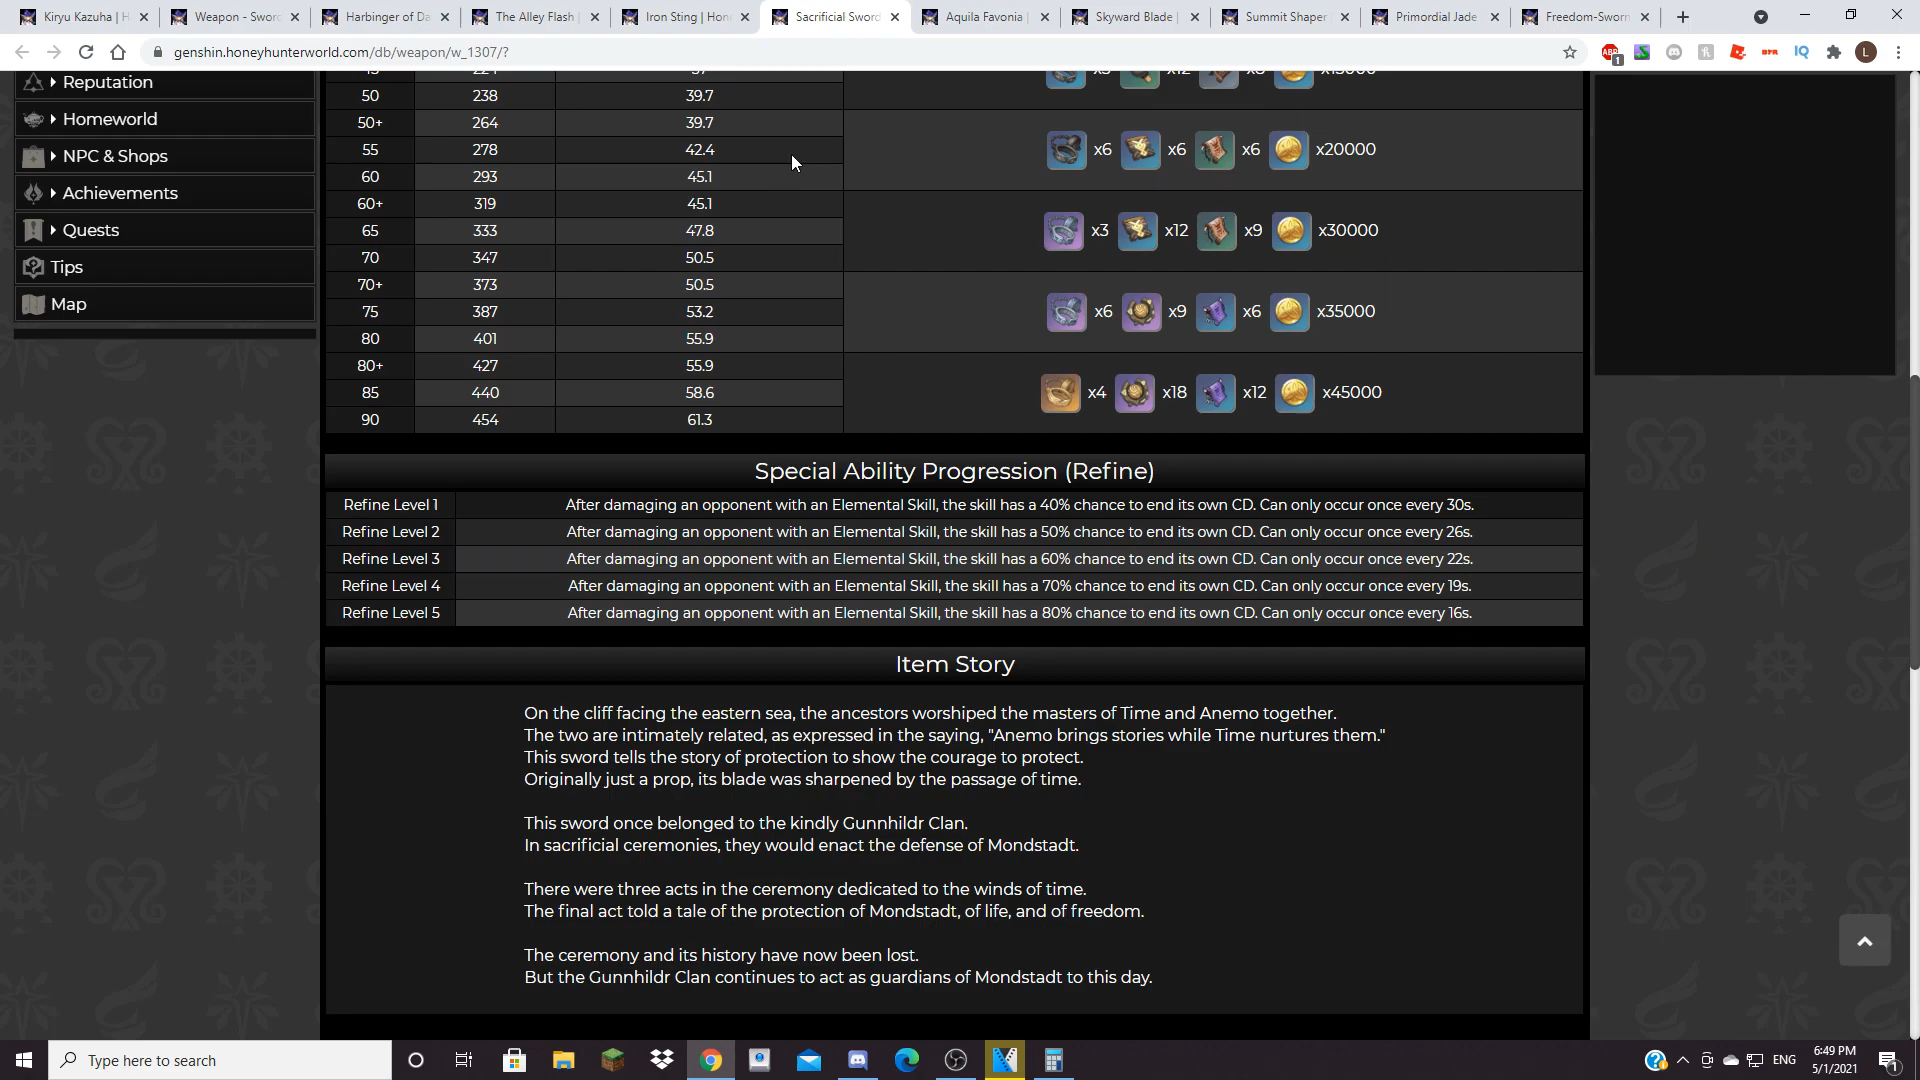 Kiryu Kazuha | H
Weapon - Sword
Harbinger of Da
The Alley Flash |
Iron Sting | Hon
Sacrificial Sword
Aquila Favonia |
Skyward Blade |
Summit Shaper
Primordial Jade
Freedom-Sworn
genshin.honeyhunterworld.com/db/weapon/w_1307/?
Reputation
Homeworld
NPC & Shops
Achievements
Quests
Tips
Map
50 238 39.7
50+ 264 39.7
55 278 42.4 x6 x6 x6 x20000
60 293 45.1
60+ 319 45.1
65 333 47.8 x3 x12 x9 x30000
70 347 50.5
70+ 373 50.5
75 387 53.2 x6 x9 x6 x35000
80 401 55.9
80+ 427 55.9
85 440 58.6 x4 x18 x12 x45000
90 454 61.3
Special Ability Progression (Refine)
Refine Level 1 After damaging an opponent with an Elemental Skill, the skill has a 40% chance to end its own CD. Can only occur once every 30s.
Refine Level 2 After damaging an opponent with an Elemental Skill, the skill has a 50% chance to end its own CD. Can only occur once every 26s.
Refine Level 3 After damaging an opponent with an Elemental Skill, the skill has a 60% chance to end its own CD. Can only occur once every 22s.
Refine Level 4 After damaging an opponent with an Elemental Skill, the skill has a 70% chance to end its own CD. Can only occur once every 19s.
Refine Level 5 After damaging an opponent with an Elemental Skill, the skill has a 80% chance to end its own CD. Can only occur once every 16s.
Item Story
On the cliff facing the eastern sea, the ancestors worshiped the masters of Time and Anemo together.
The two are intimately related, as expressed in the saying, "Anemo brings stories while Time nurtures them."
This sword tells the story of protection to show the courage to protect.
Originally just a prop, its blade was sharpened by the passage of time.
This sword once belonged to the kindly Gunnhildr Clan.
In sacrificial ceremonies, they would enact the defense of Mondstadt.
There were three acts in the ceremony dedicated to the winds of time.
The final act told a tale of the protection of Mondstadt, of life, and of freedom.
The ceremony and its history have now been lost.
But the Gunnhildr Clan continues to act as guardians of Mondstadt to this day.
Type here to search
ENG
6:49 PM
5/1/2021